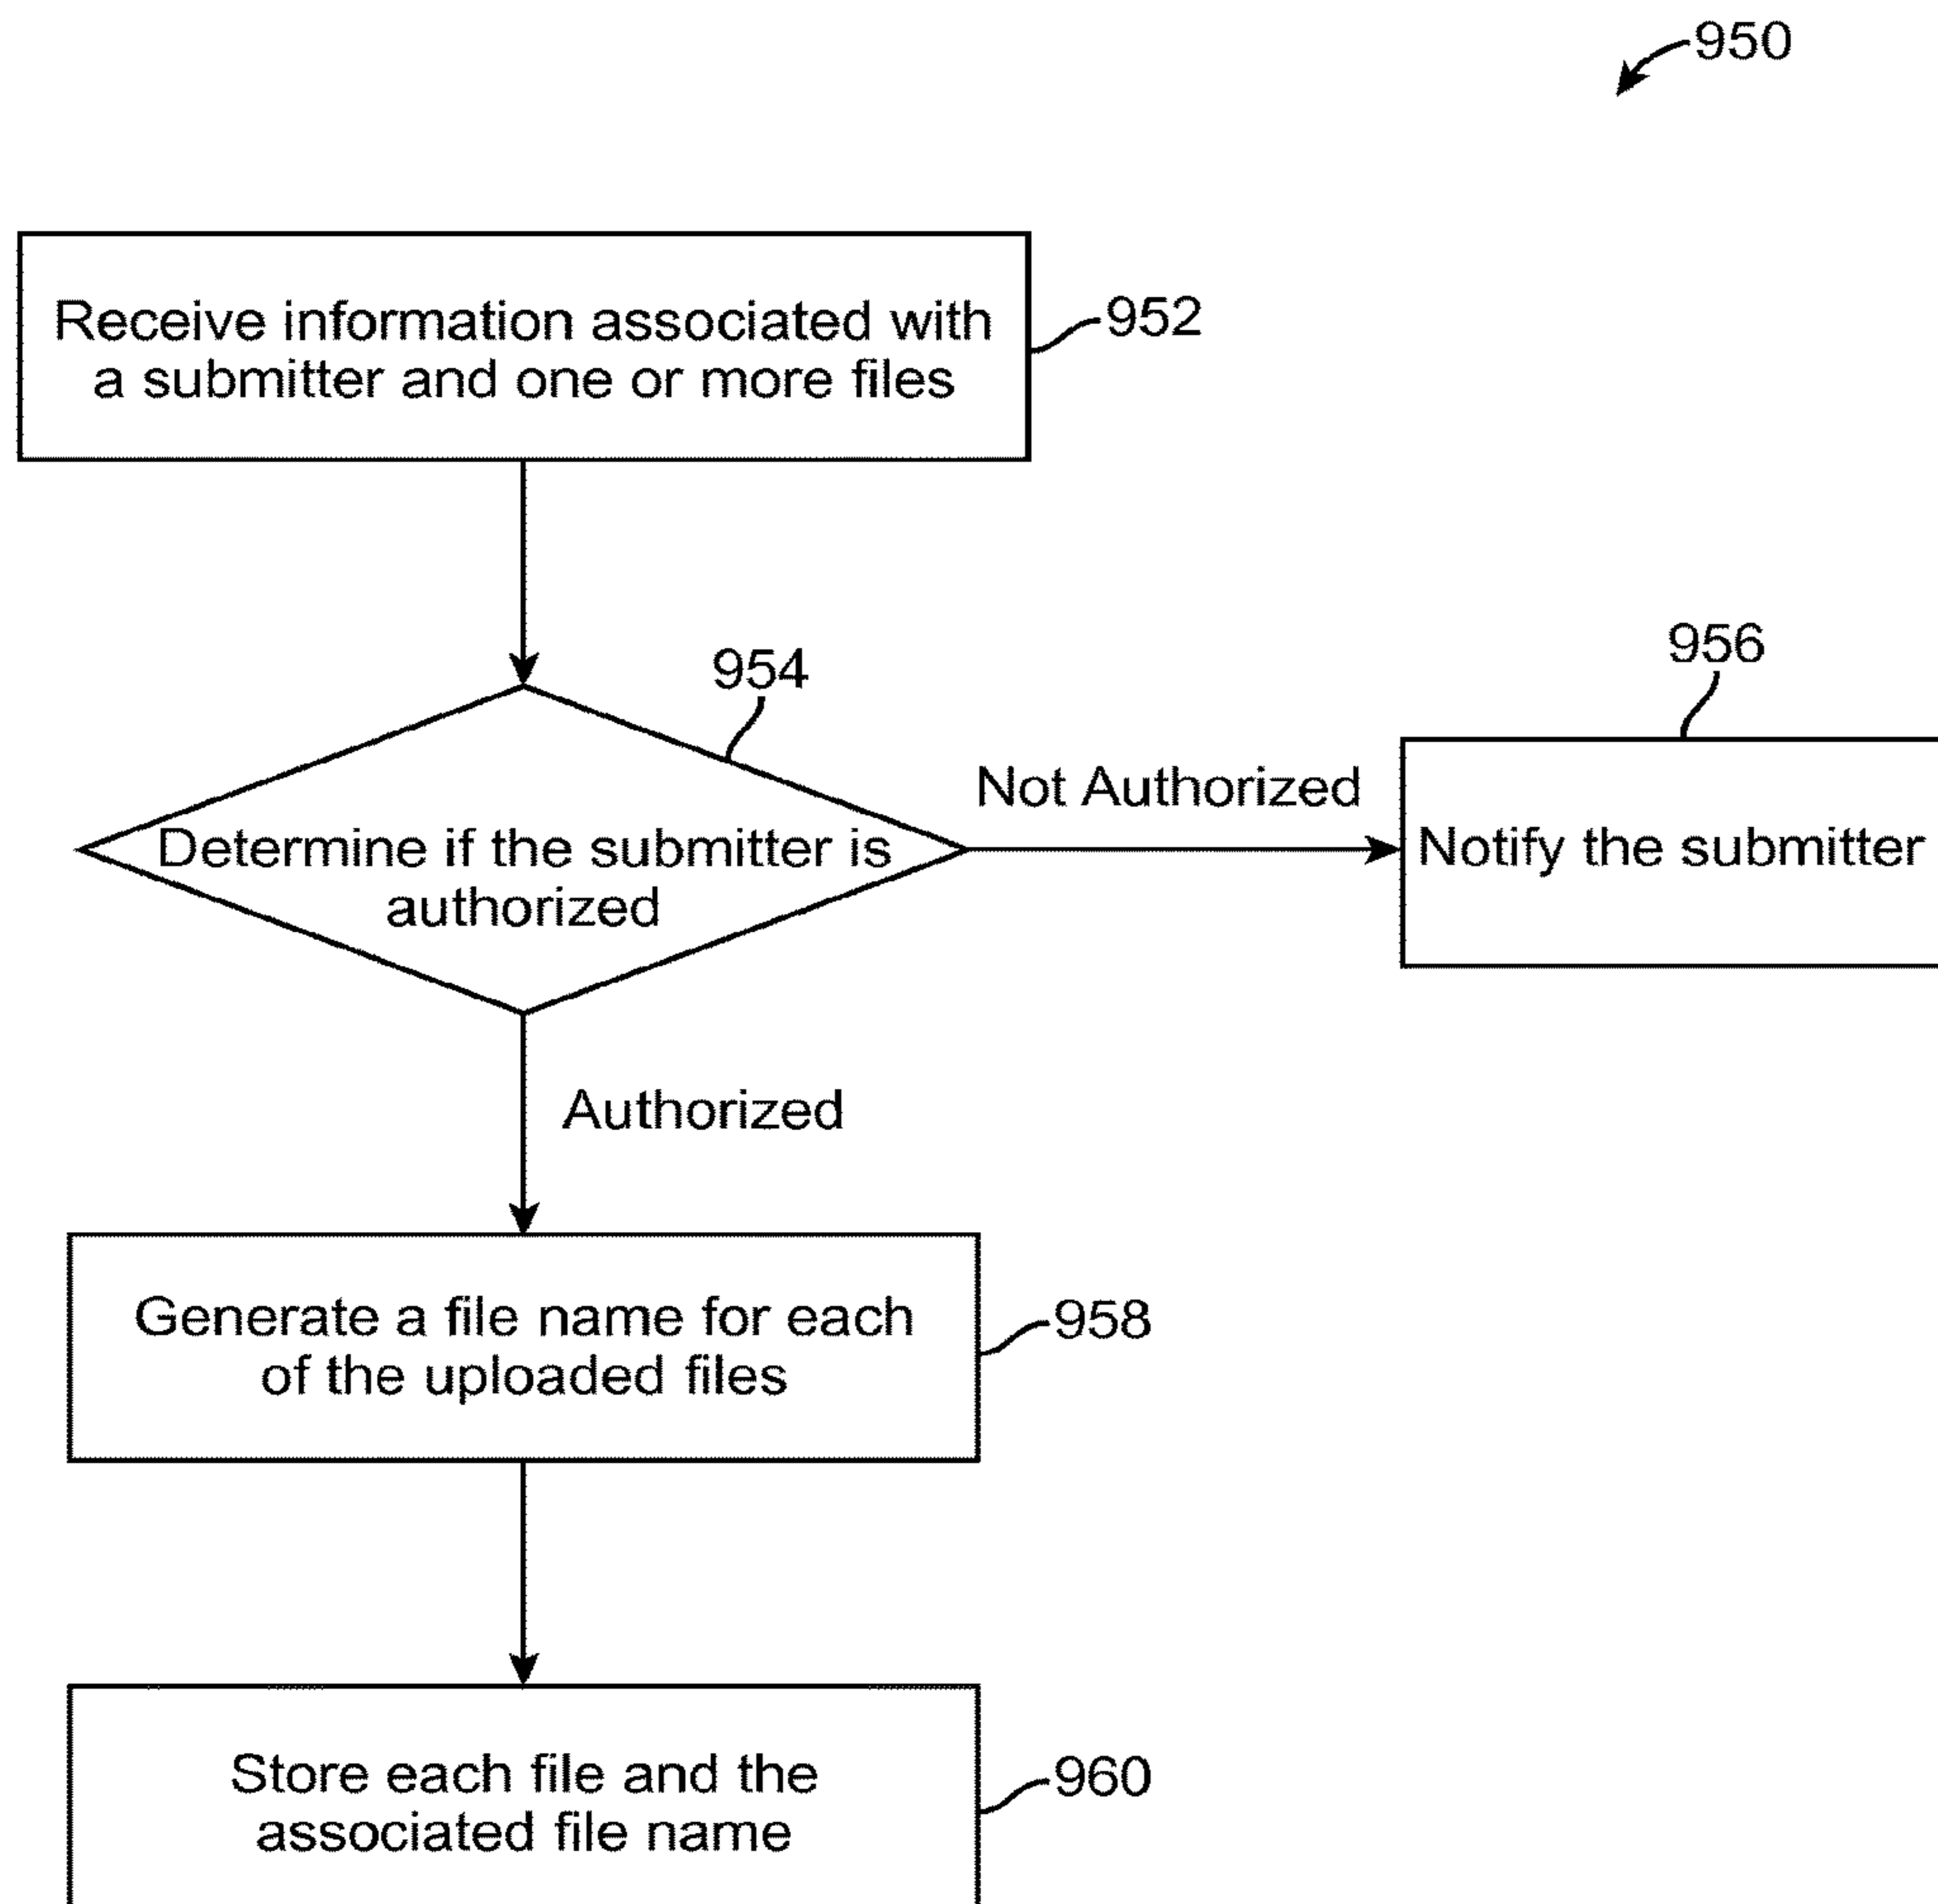 950
Receive information associated with
a submitter and one or more files
952
954
956
Not Authorized
Determine if the submitter is
authorized
Notify the submitter
Authorized
Generate a file name for each
of the uploaded files
958
Store each file and the
associated file name
960